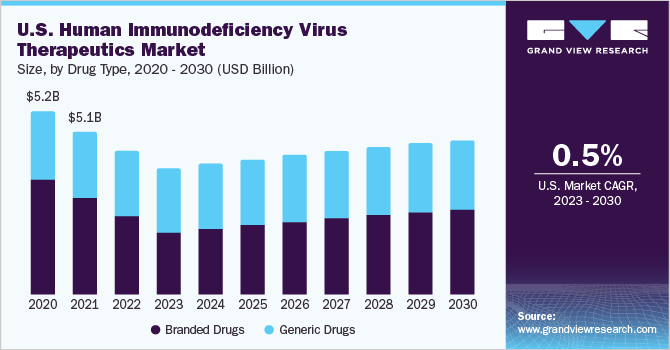 U.S. Human Immunodeficiency Virus
Therapeutics Market
Size, by Drug Type, 2020 - 2030 (USD Billion)
$5.2B
$5.1B
2020 2021 2022 2023 2024 2025 2026 2027 2028 2029 2030
Branded Drugs Generic Drugs
GRAND VIEW RESEARCH
0.5%
U.S. Market CAGR,
2023 - 2030
Source:
www.grandviewresearch.com